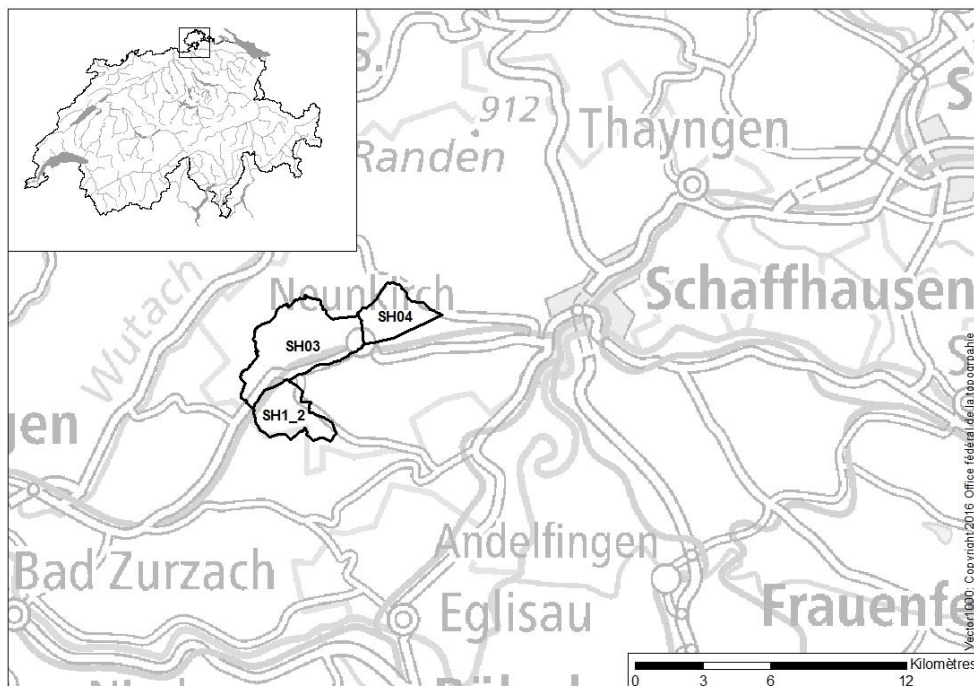 912
Randen
Thayngen
Wutach
Neunkirch
SH04
SH03
SH1_2
Schaffhausen
Bad Zurzach
Andelfingen
Eglisau
Frauenfe
Kilomètres
0 3 6 12
Vector1000: Copyright 2016 Office fédéral de la topographie